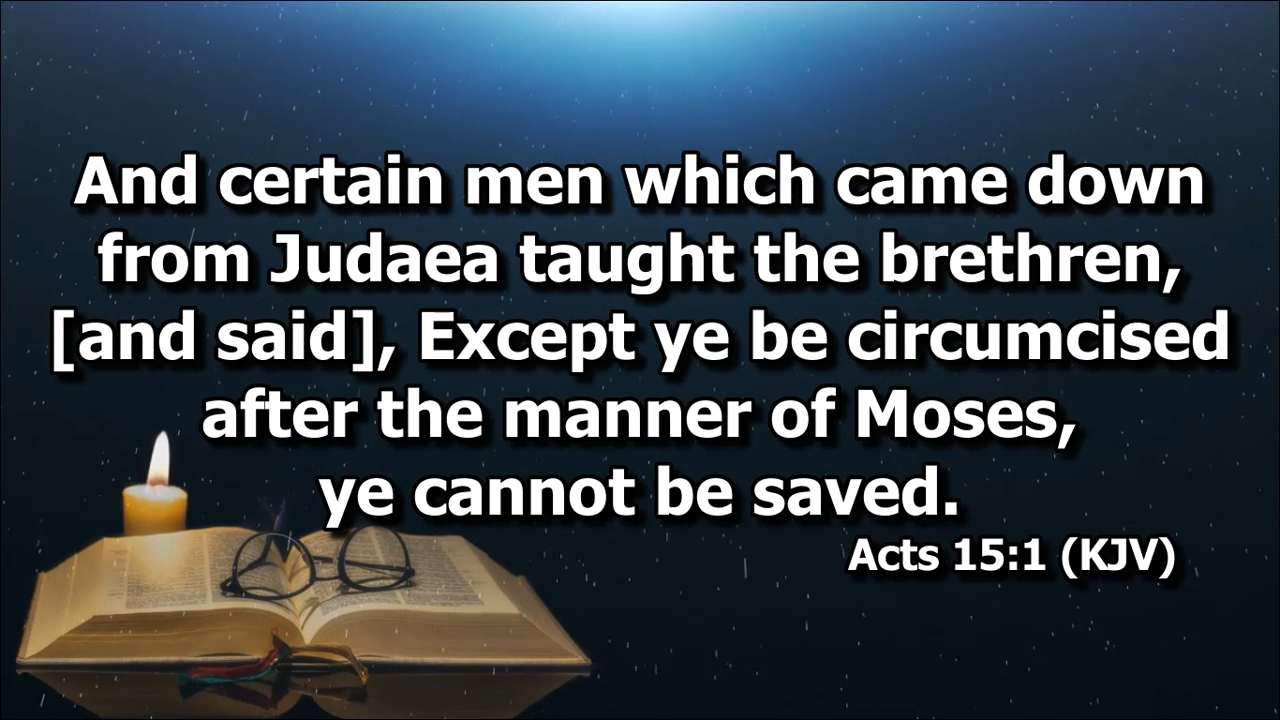 And certain men which came down
from Judaea taught the brethren,
[and said], Except ye be circumcised
after the manner of Moses,
ye cannot be saved.
Acts 15:1 (KJV)